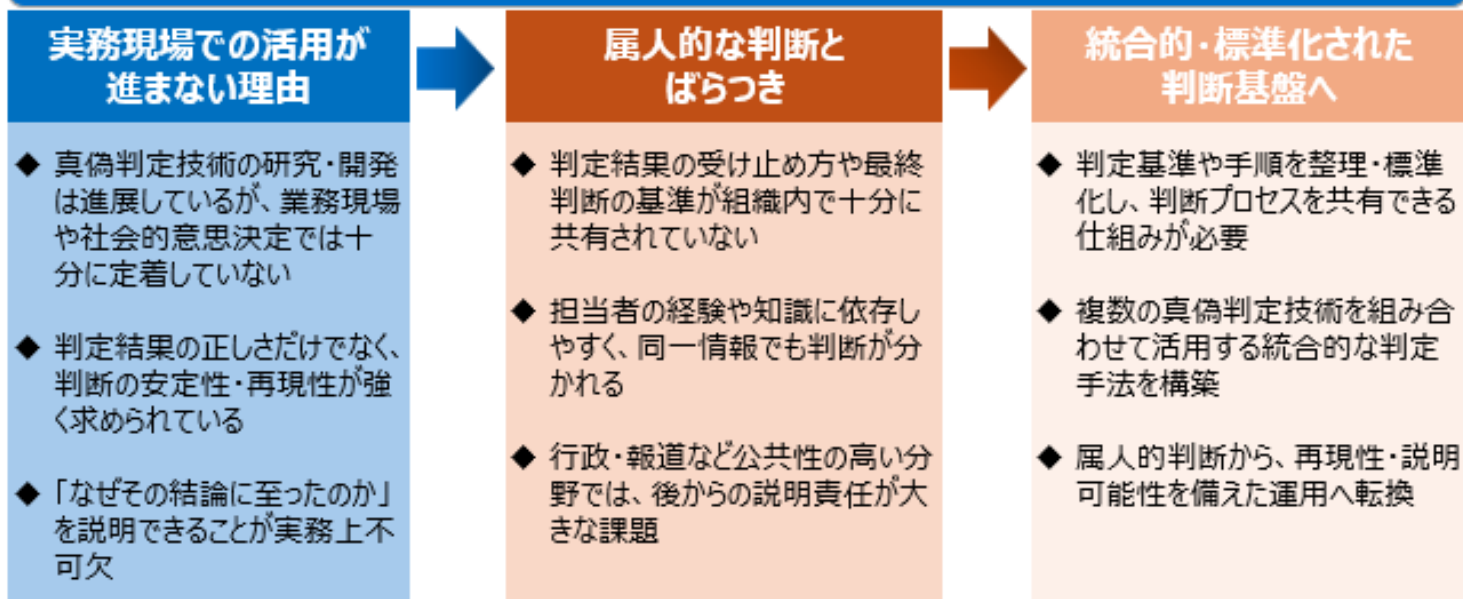 実務現場での活用が
進まない理由
◆ 真偽判定技術の研究・開発
は進展しているが、業務現場
や社会的意思決定では十
分に定着していない
◆ 判定結果の正しさだけでなく、
判断の安定性・再現性が強
く求められている
◆ 「なぜその結論に至ったのか」
を説明できることが実務上不
可欠
属人的な判断と
ばらつき
◆ 判定結果の受け止め方や最終
判断の基準が組織内で十分に
共有されていない
◆ 担当者の経験や知識に依存し
やすく、同一情報でも判断が分
かれる
◆ 行政・報道など公共性の高い分
野では、後からの説明責任が大
きな課題
統合的・標準化された
判断基盤へ
◆ 判定基準や手順を整理・標準
化し、判断プロセスを共有できる
仕組みが必要
◆ 複数の真偽判定技術を組み合
わせて活用する統合的な判定
手法を構築
◆ 属人的判断から、再現性・説明
可能性を備えた運用へ転換